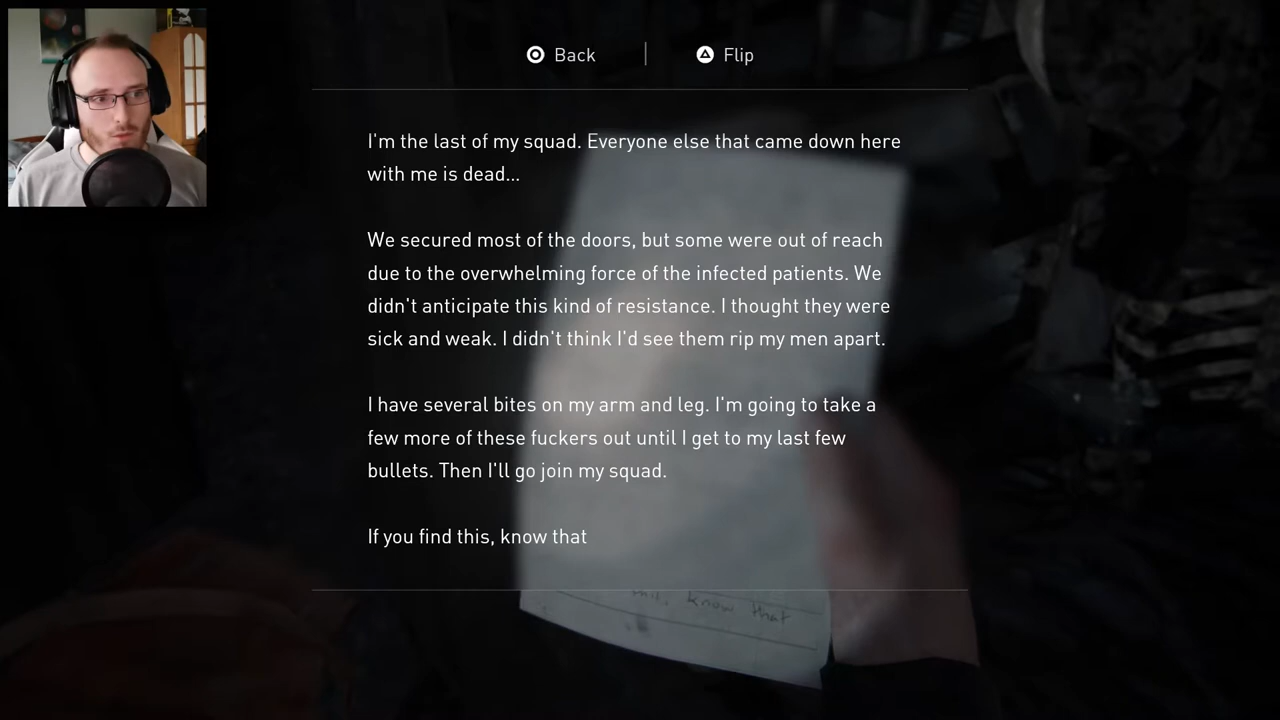 Back | Flip
I'm the last of my squad. Everyone else that came down here
with me is dead...
We secured most of the doors, but some were out of reach
due to the overwhelming force of the infected patients. We
didn't anticipate this kind of resistance. I thought they were
sick and weak. I didn't think I'd see them rip my men apart.
I have several bites on my arm and leg. I'm going to take a
few more of these fuckers out until I get to my last few
bullets. Then I'll go join my squad.
If you find this, know that
know that